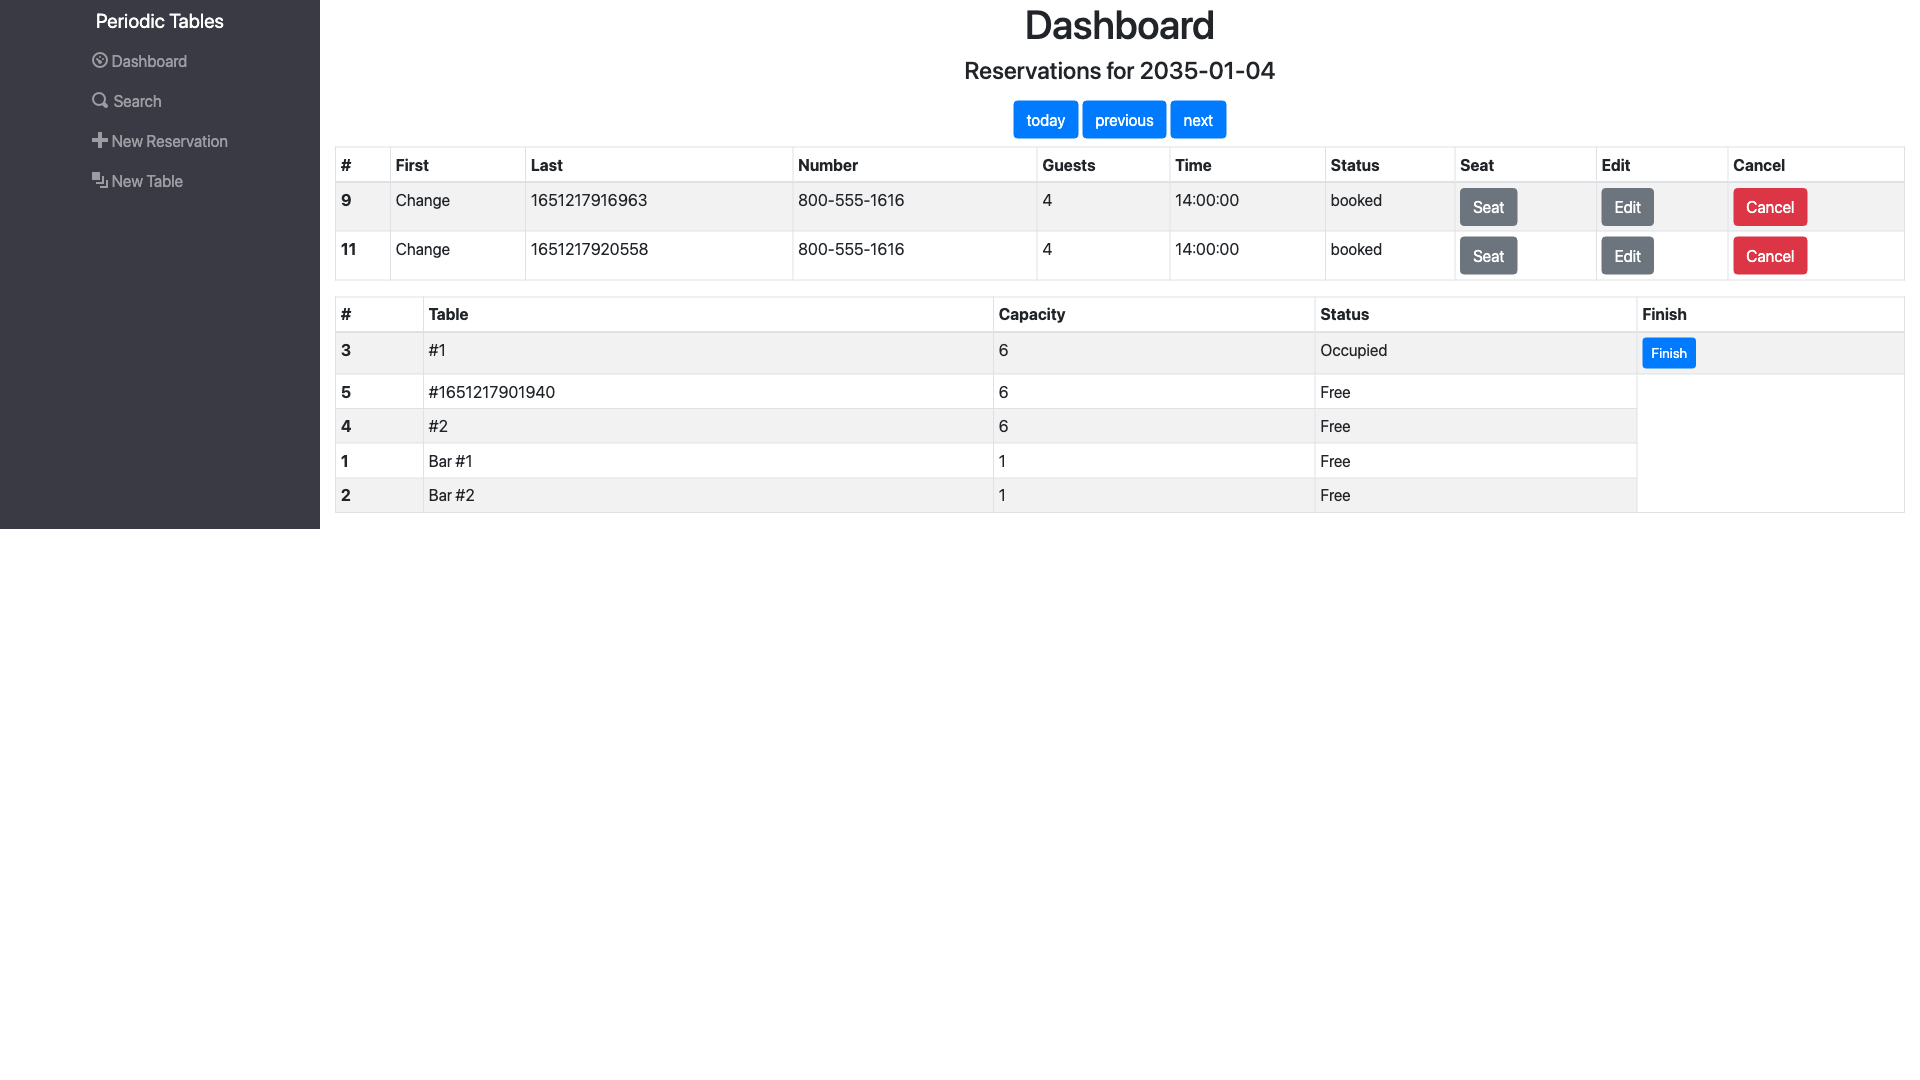 Periodic Tables
Dashboard
Search
New Reservation
New Table
Dashboard
Reservations for 2035-01-04
today previous next
# First Last Number Guests Time Status Seat Edit Cancel
9 Change 1651217916963 800-555-1616 4 14:00:00 booked Seat Edit Cancel
11 Change 1651217920558 800-555-1616 4 14:00:00 booked Seat Edit Cancel
# Table Capacity Status Finish
3 #1 6 Occupied Finish
5 #1651217901940 6 Free
4 #2 6 Free
1 Bar #1 1 Free
2 Bar #2 1 Free